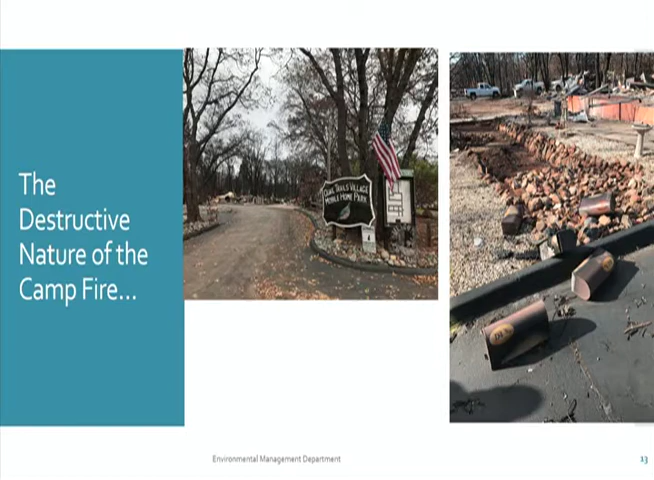 The
Destructive
Nature of the
Camp Fire...
QUAIL TRAILS VILLAGE
MOBILE HOME PARK
Environmental Management Department
13